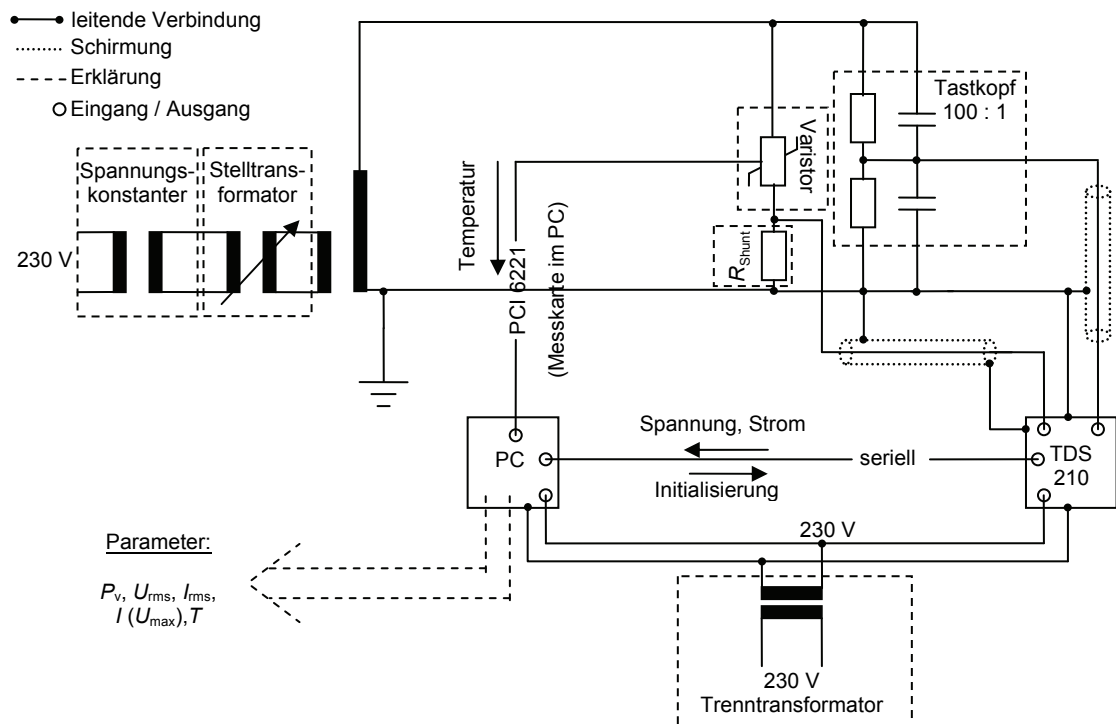 leitende Verbindung
Schirmung
Erklärung
Eingang / Ausgang
Spannungs-
konstanter
Stelltrans-
formator
230 V
Temperatur
PCI 6221
(Messkarte im PC)
Varistor
RShunt
Tastkopf
100 : 1
PC
Spannung, Strom
seriell
Initialisierung
TDS
210
230 V
Parameter:
Pv, Urms, Irms,
I (Umax),T
230 V
Trenntransformator